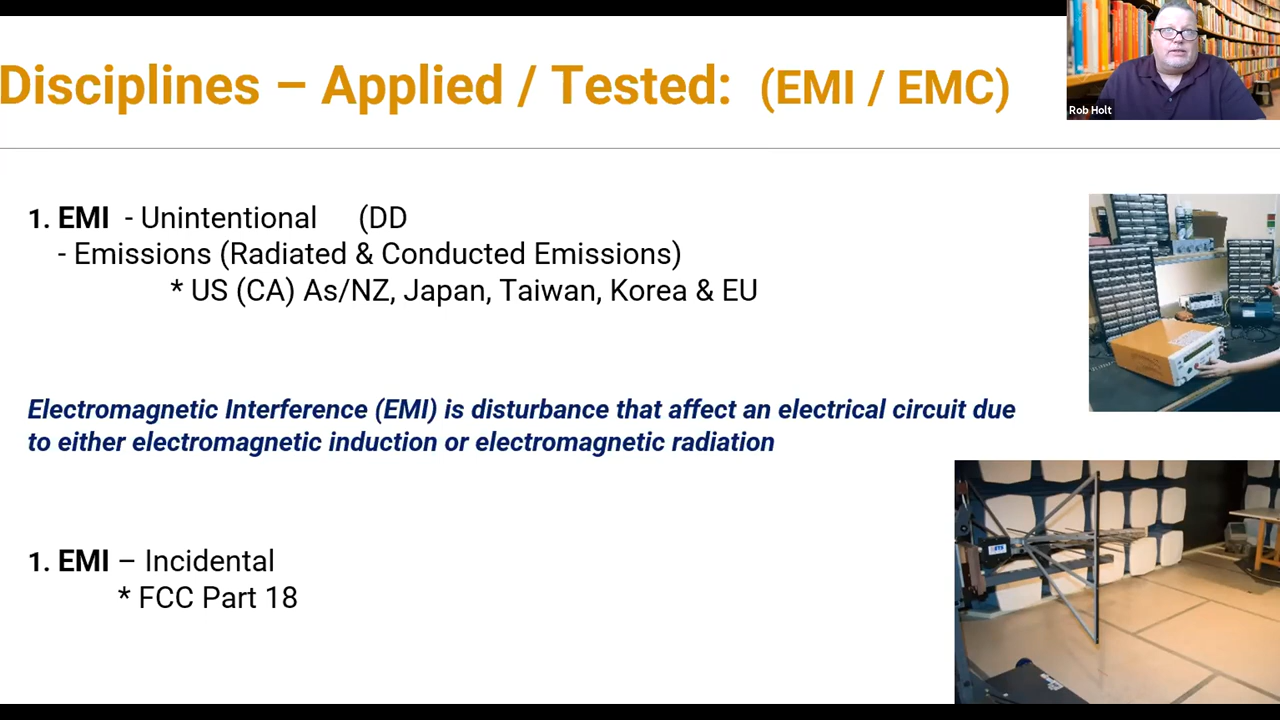 Disciplines – Applied / Tested: (EMI / EMC)
Rob Holt
1. EMI - Unintentional (DD
- Emissions (Radiated & Conducted Emissions)
* US (CA) As/NZ, Japan, Taiwan, Korea & EU
Electromagnetic Interference (EMI) is disturbance that affect an electrical circuit due
to either electromagnetic induction or electromagnetic radiation
1. EMI – Incidental
* FCC Part 18